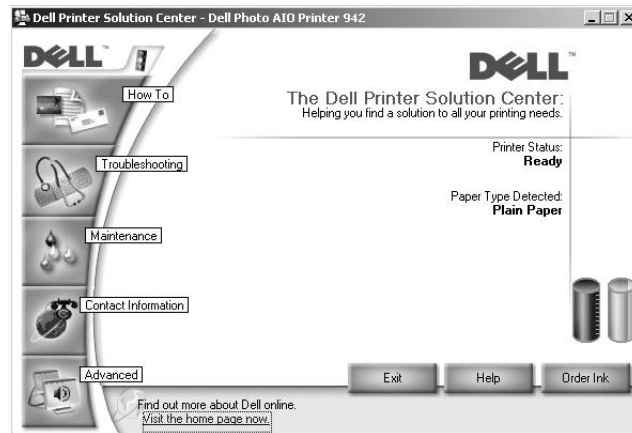 Dell Printer Solution Center - Dell Photo AIO Printer 942
DELL™
How To
Troubleshooting
Maintenance
Contact Information
Advanced
DELL™
The Dell Printer Solution Center:
Helping you find a solution to all your printing needs.
Printer Status:
Ready
Paper Type Detected:
Plain Paper
Exit
Help
Order Ink
Find out more about Dell online.
Visit the home page now.